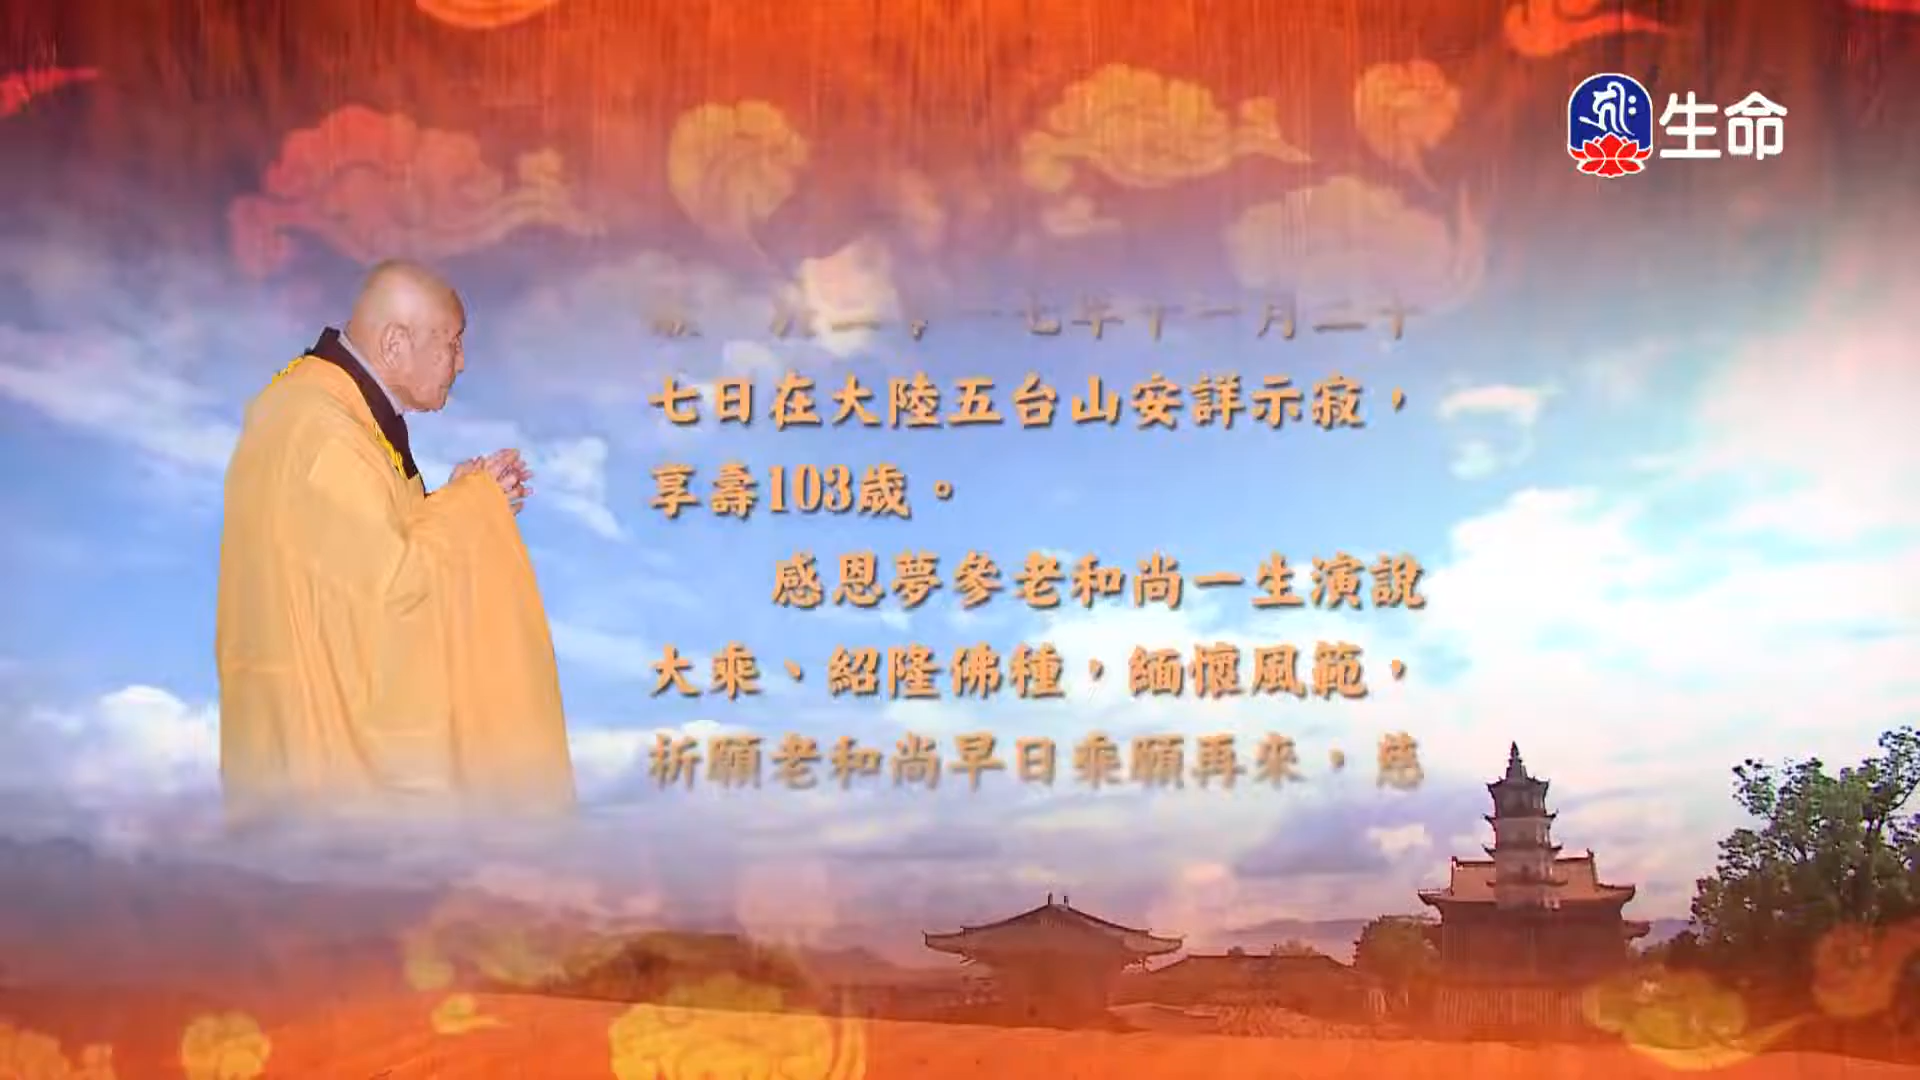 生命
二零一七年十一月二十
七日在大陸五台山安詳示寂，
享壽103歲。
感恩夢參老和尚一生演說
大乘、紹隆佛種，緬懷風範，
祈願老和尚早日乘願再來，慈